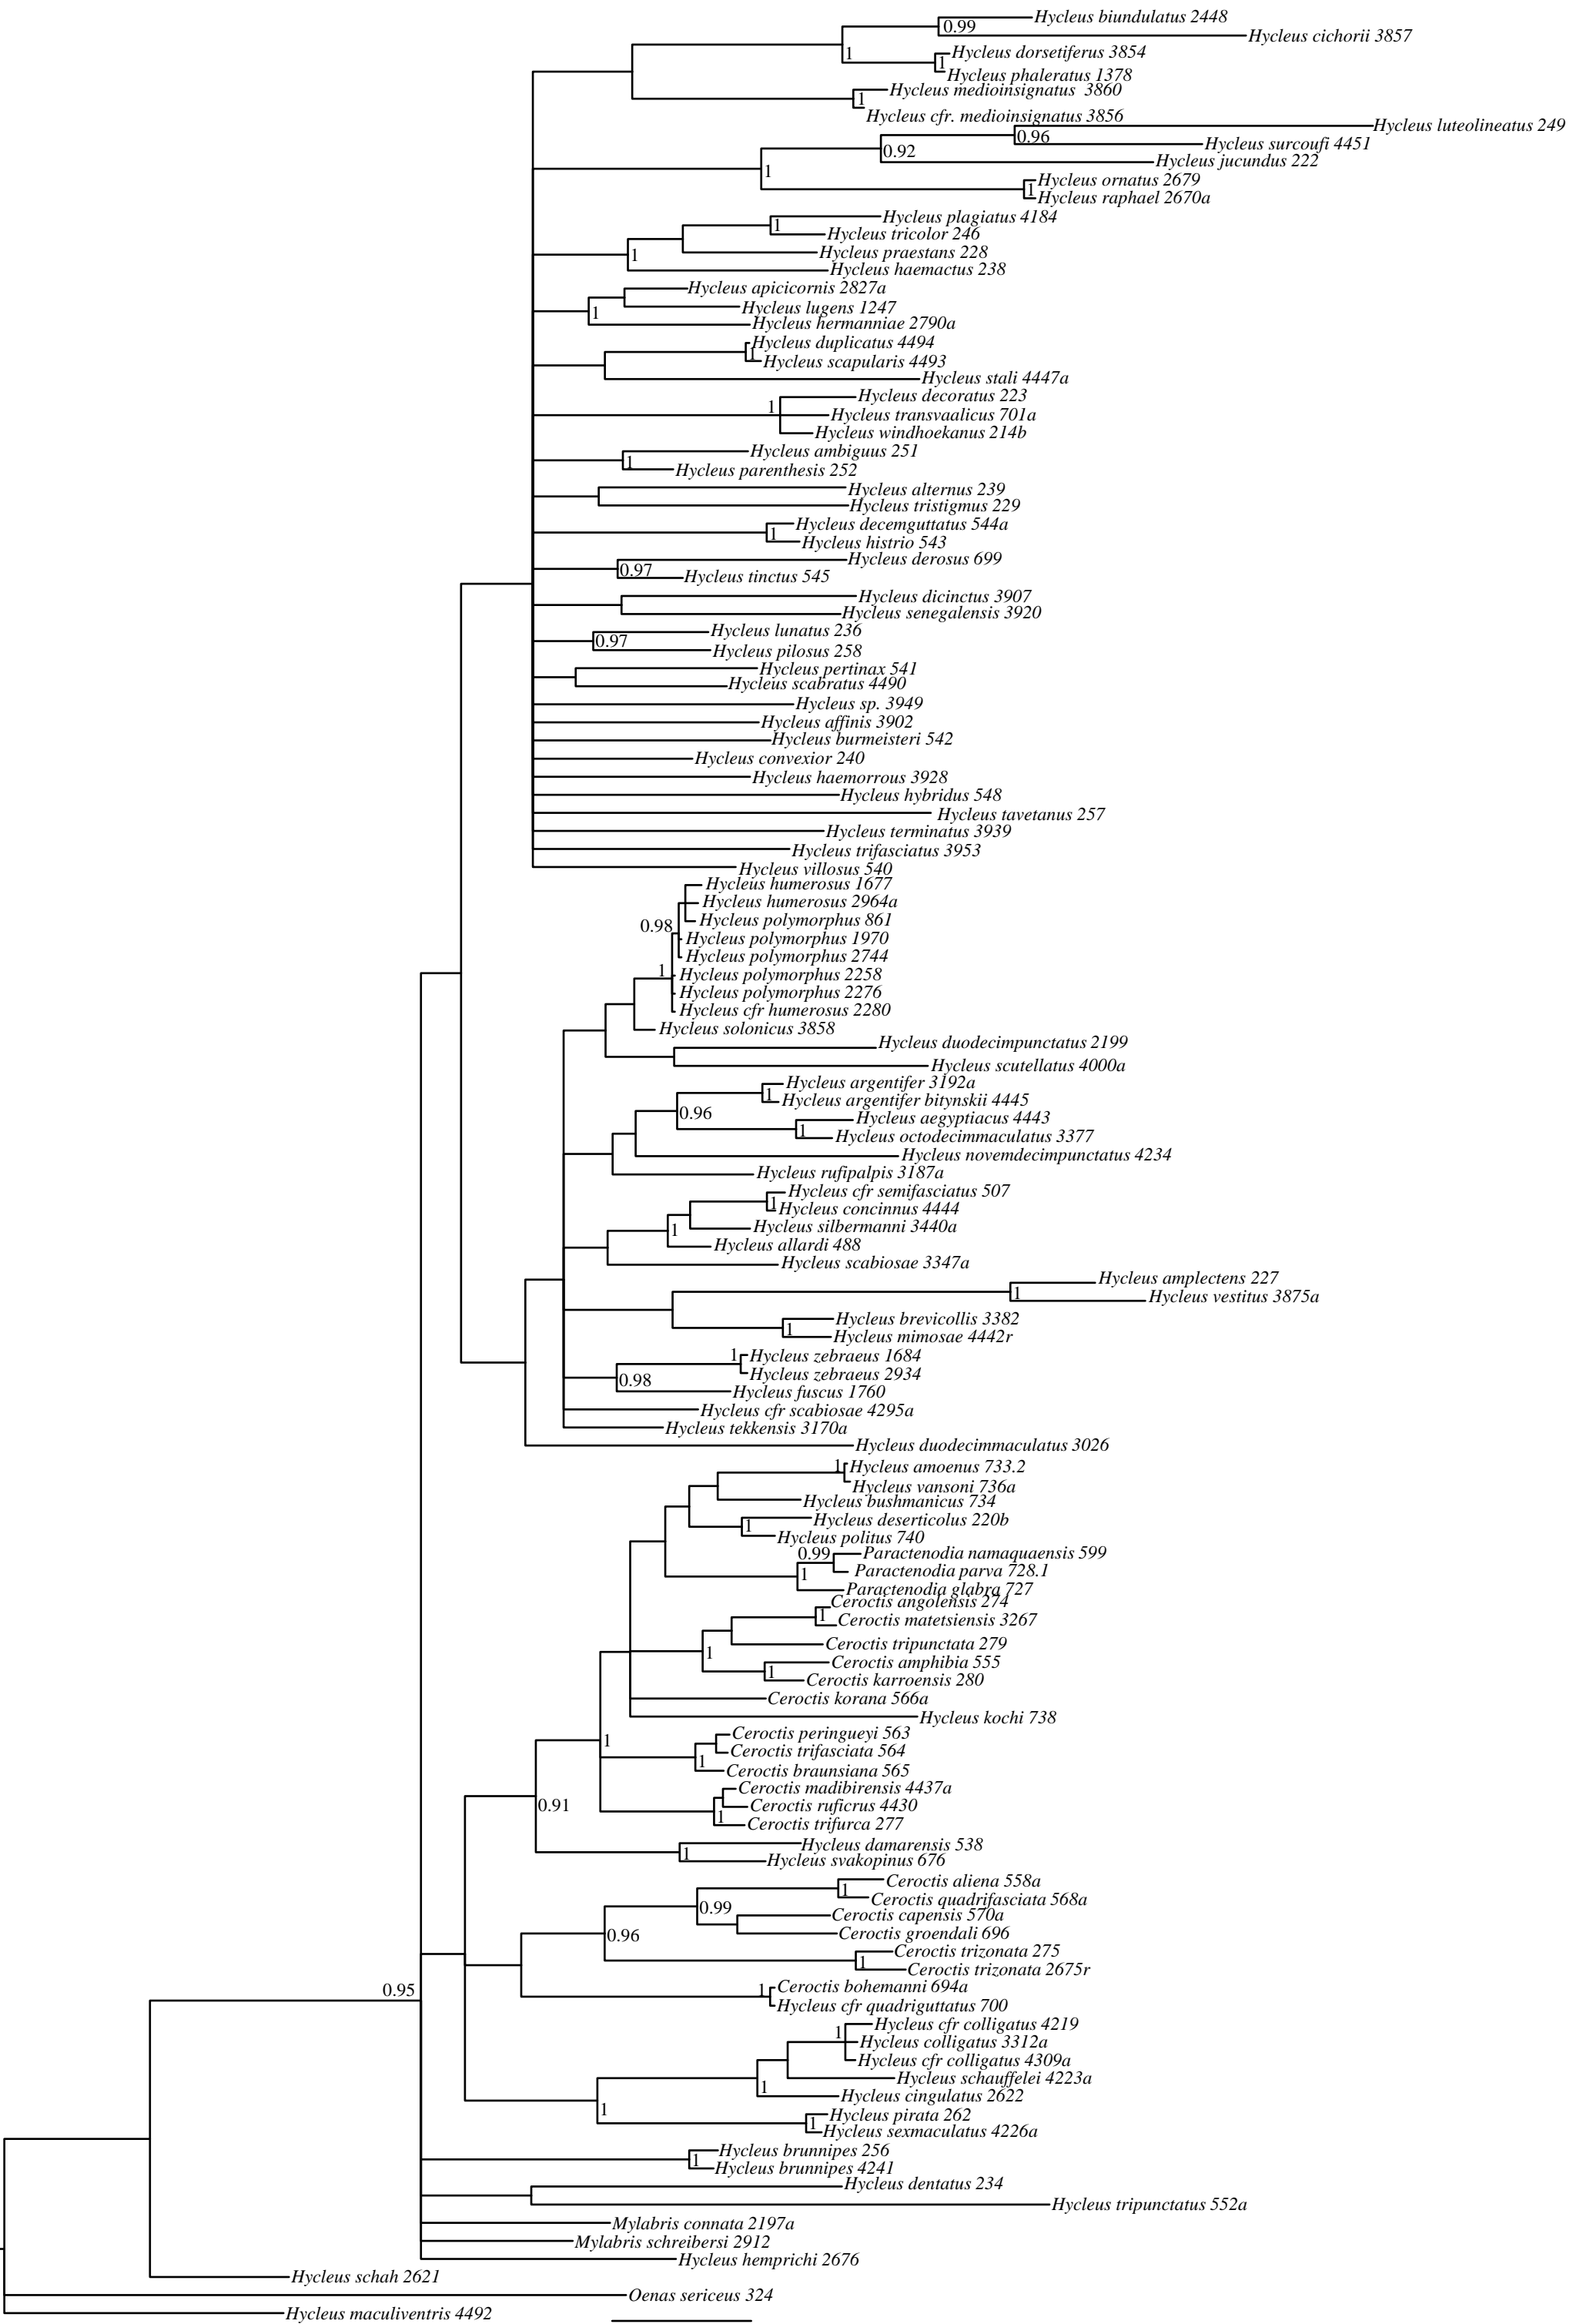 Hycleus biundulatus 2448
0.99
Hycleus cichorii 3857
1
Hycleus dorsetiferus 3854
1
Hycleus phaleratus 1378
Hycleus medioinsignatus 3860
1
Hycleus cfr. medioinsignatus 3856
Hycleus luteolineatus 249
0.96
Hycleus surcoufi 4451
0.92
Hycleus jucundus 222
1
Hycleus ornatus 2679
1
Hycleus raphael 2670a
Hycleus plagiatus 4184
1
Hycleus tricolor 246
Hycleus praestans 228
1
Hycleus haemactus 238
Hycleus apicicornis 2827a
Hycleus lugens 1247
1
Hycleus hermanniae 2790a
Hycleus duplicatus 4494
1
Hycleus scapularis 4493
Hycleus stali 4447a
Hycleus decoratus 223
1
Hycleus transvaalicus 701a
Hycleus windhoekanus 214b
Hycleus ambiguus 251
1
Hycleus parenthesis 252
Hycleus alternus 239
Hycleus tristigmus 229
Hycleus decemguttatus 544a
1
Hycleus histrio 543
Hycleus derosus 699
0.97
Hycleus tinctus 545
Hycleus dicinctus 3907
Hycleus senegalensis 3920
Hycleus lunatus 236
0.97
Hycleus pilosus 258
Hycleus pertinax 541
Hycleus scabratus 4490
Hycleus sp. 3949
Hycleus affinis 3902
Hycleus burmeisteri 542
Hycleus convexior 240
Hycleus haemorrous 3928
Hycleus hybridus 548
Hycleus tavetanus 257
Hycleus terminatus 3939
Hycleus trifasciatus 3953
Hycleus villosus 540
Hycleus humerosus 1677
Hycleus humerosus 2964a
Hycleus polymorphus 861
0.98
Hycleus polymorphus 1970
Hycleus polymorphus 2744
1
Hycleus polymorphus 2258
Hycleus polymorphus 2276
Hycleus cfr humerosus 2280
Hycleus solonicus 3858
Hycleus duodecimpunctatus 2199
Hycleus scutellatus 4000a
Hycleus argentifer 3192a
1
Hycleus argentifer bitynskii 4445
0.96
Hycleus aegyptiacus 4443
1
Hycleus octodecimmaculatus 3377
Hycleus novemdecimpunctatus 4234
Hycleus rufipalpis 3187a
Hycleus cfr semifasciatus 507
1
Hycleus concinnus 4444
Hycleus silbermanni 3440a
1
Hycleus allardi 488
Hycleus scabiosae 3347a
Hycleus amplectens 227
1
Hycleus vestitus 3875a
Hycleus brevicollis 3382
1
Hycleus mimosae 4442r
1
Hycleus zebraeus 1684
Hycleus zebraeus 2934
0.98
Hycleus fuscus 1760
Hycleus cfr scabiosae 4295a
Hycleus tekkensis 3170a
Hycleus duodecimmaculatus 3026
1
Hycleus amoenus 733.2
Hycleus vansoni 736a
Hycleus bushmanicus 734
Hycleus deserticolus 220b
1
Hycleus politus 740
0.99
Paractenodia namaquaensis 599
Paractenodia parva 728.1
1
Paractenodia glabra 727
Ceroctis angolensis 274
1
Ceroctis matetsiensis 3267
Ceroctis tripunctata 279
1
Ceroctis amphibia 555
1
Ceroctis karroensis 280
Ceroctis korana 566a
Hycleus kochi 738
Ceroctis peringueyi 563
1
Ceroctis trifasciata 564
1
Ceroctis braunsiana 565
Ceroctis madibirensis 4437a
0.91
Ceroctis ruficrus 4430
1
Ceroctis trifurca 277
Hycleus damarensis 538
1
Hycleus svakopinus 676
Ceroctis aliena 558a
1
Ceroctis quadrifasciata 568a
0.99
Ceroctis capensis 570a
Ceroctis groendali 696
0.96
Ceroctis trizonata 275
1
Ceroctis trizonata 2675r
0.95
1
Ceroctis bohemanni 694a
Hycleus cfr quadriguttatus 700
Hycleus cfr colligatus 4219
1
Hycleus colligatus 3312a
Hycleus cfr colligatus 4309a
Hycleus schauffelei 4223a
1
Hycleus cingulatus 2622
1
Hycleus pirata 262
1
Hycleus sexmaculatus 4226a
Hycleus brunnipes 256
1
Hycleus brunnipes 4241
Hycleus dentatus 234
Hycleus tripunctatus 552a
Mylabris connata 2197a
Mylabris schreibersi 2912
Hycleus hemprichi 2676
Hycleus schah 2621
Oenas sericeus 324
Hycleus maculiventris 4492